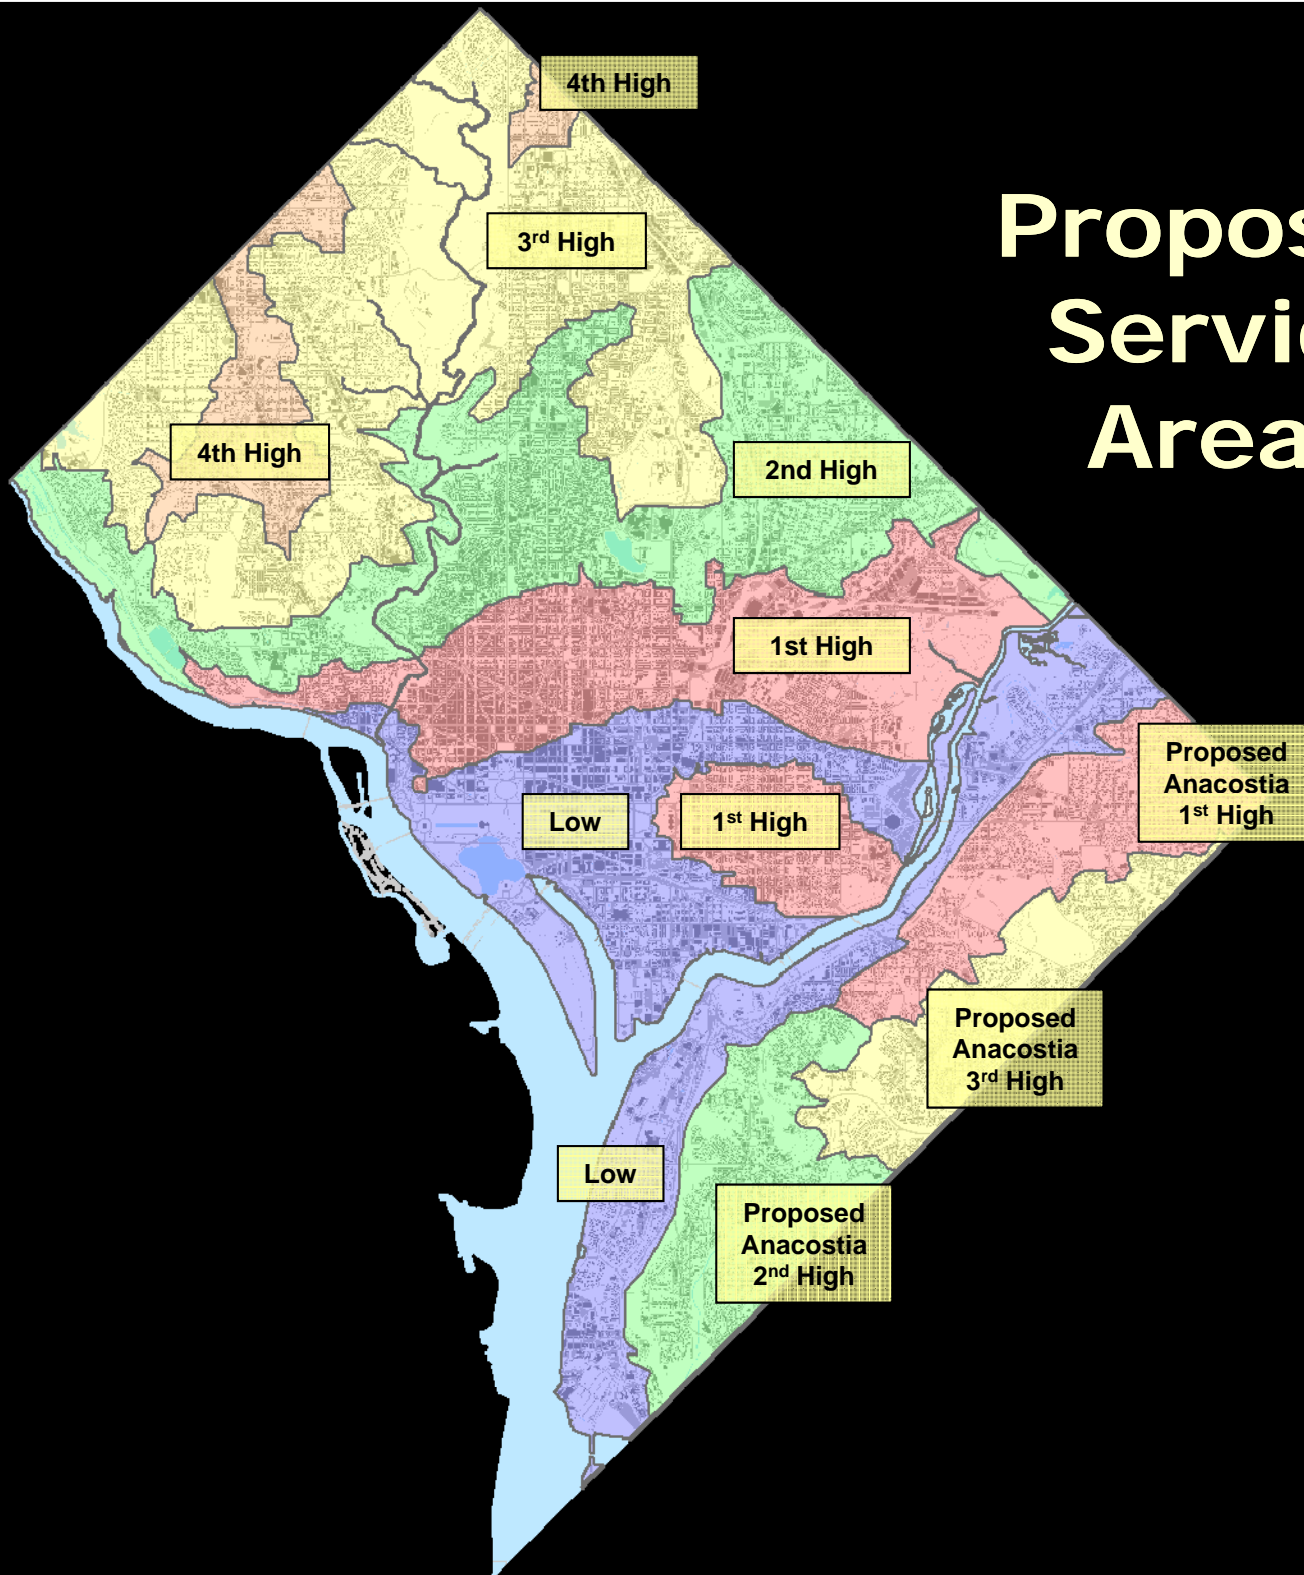 Propos
Servi
Area
4th High
3rd High
4th High
2nd High
1st High
Low
1st High
Proposed
Anacostia
1st High
Proposed
Anacostia
3rd High
Low
Proposed
Anacostia
2nd High